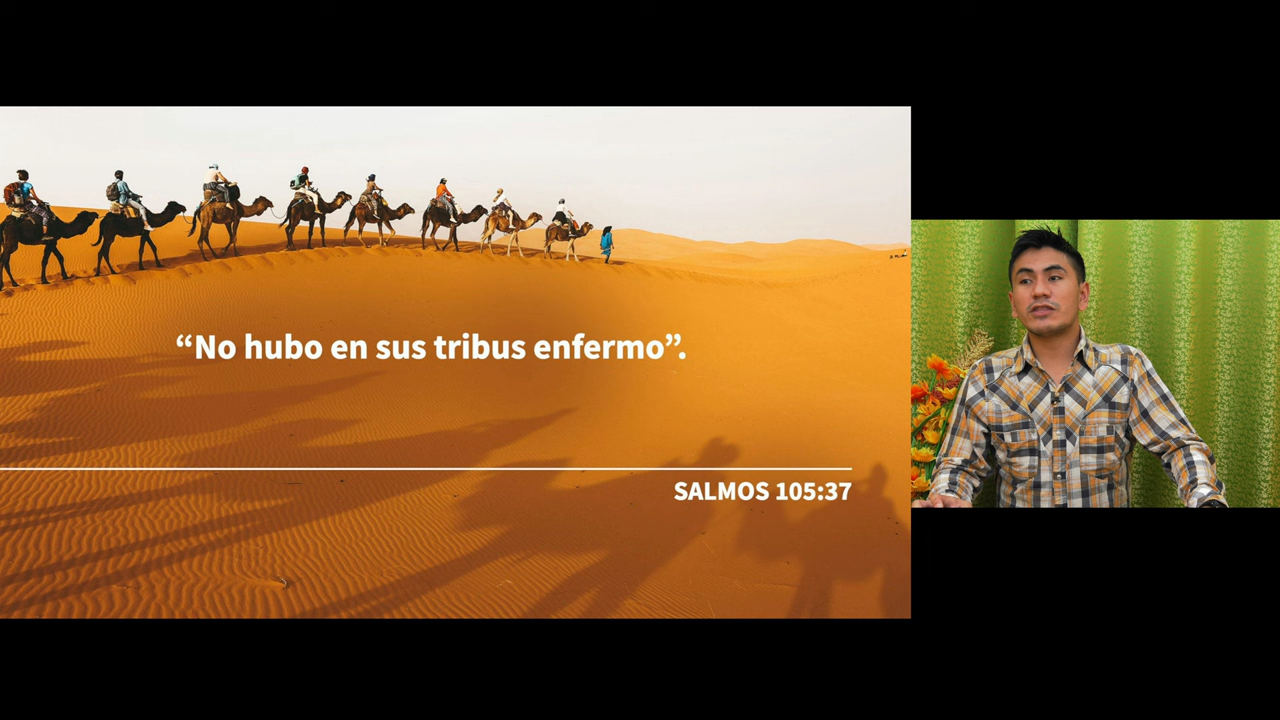 “No hubo en sus tribus enfermo”.
SALMOS 105:37